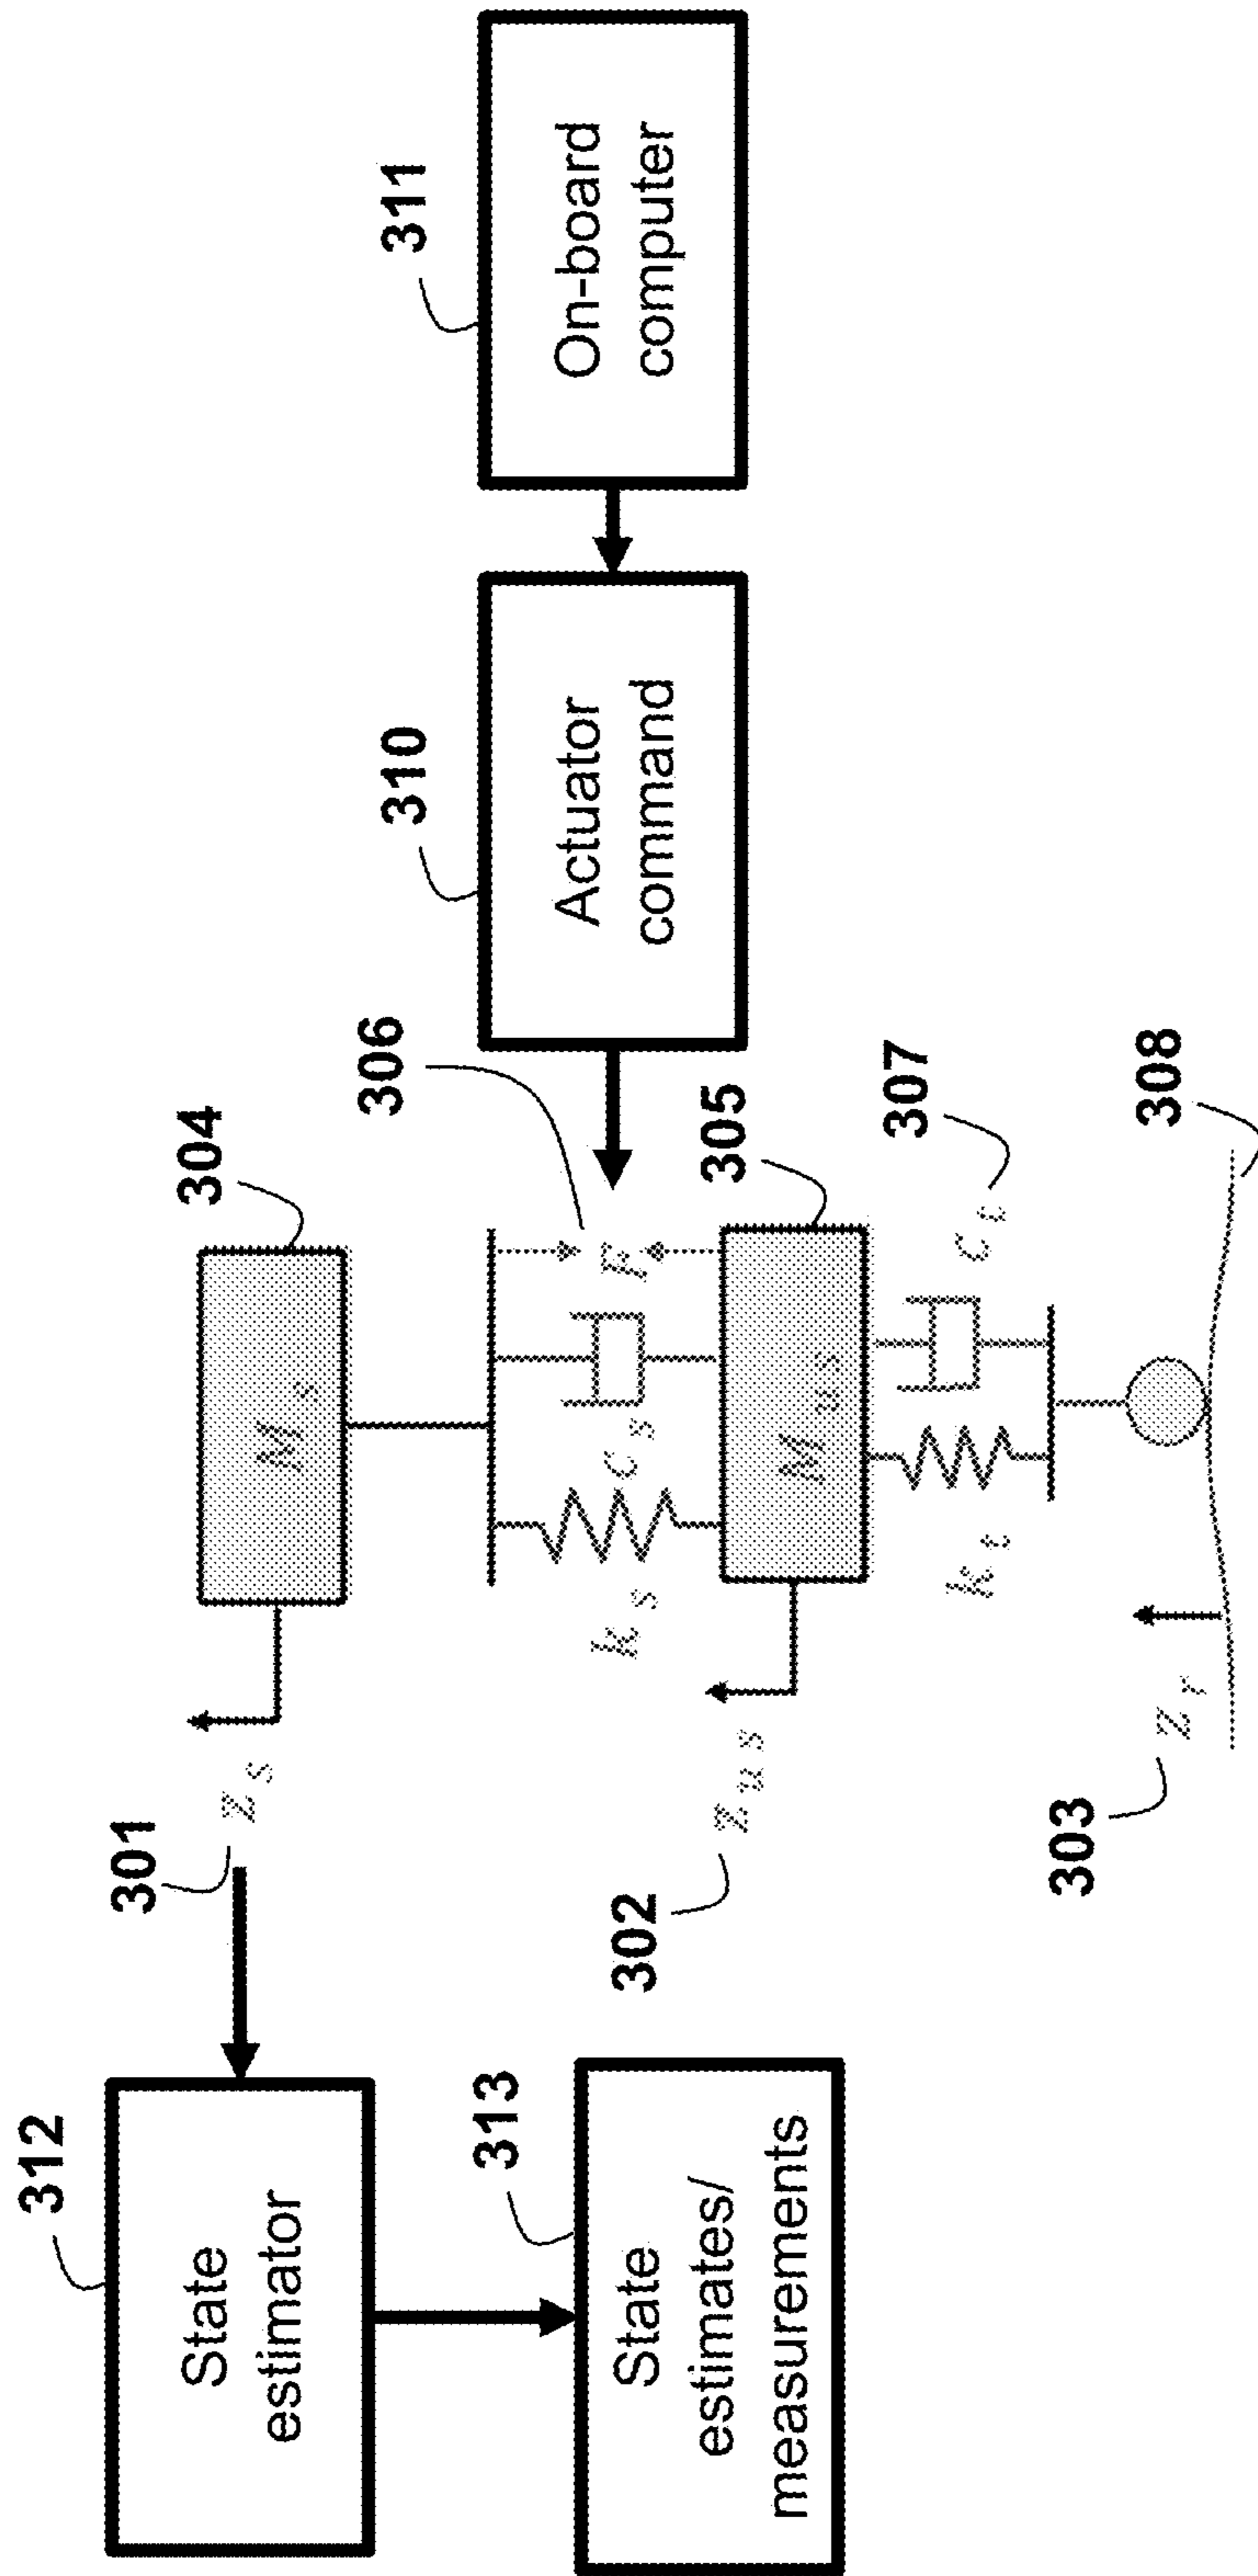 312
State
estimator
313
State
estimates/
measurements
301
z s
302
z u s
303
z r
304
M s
k s
c s
F
306
305
M u s
k t
c t
307
308
310
Actuator
command
311
On-board
computer